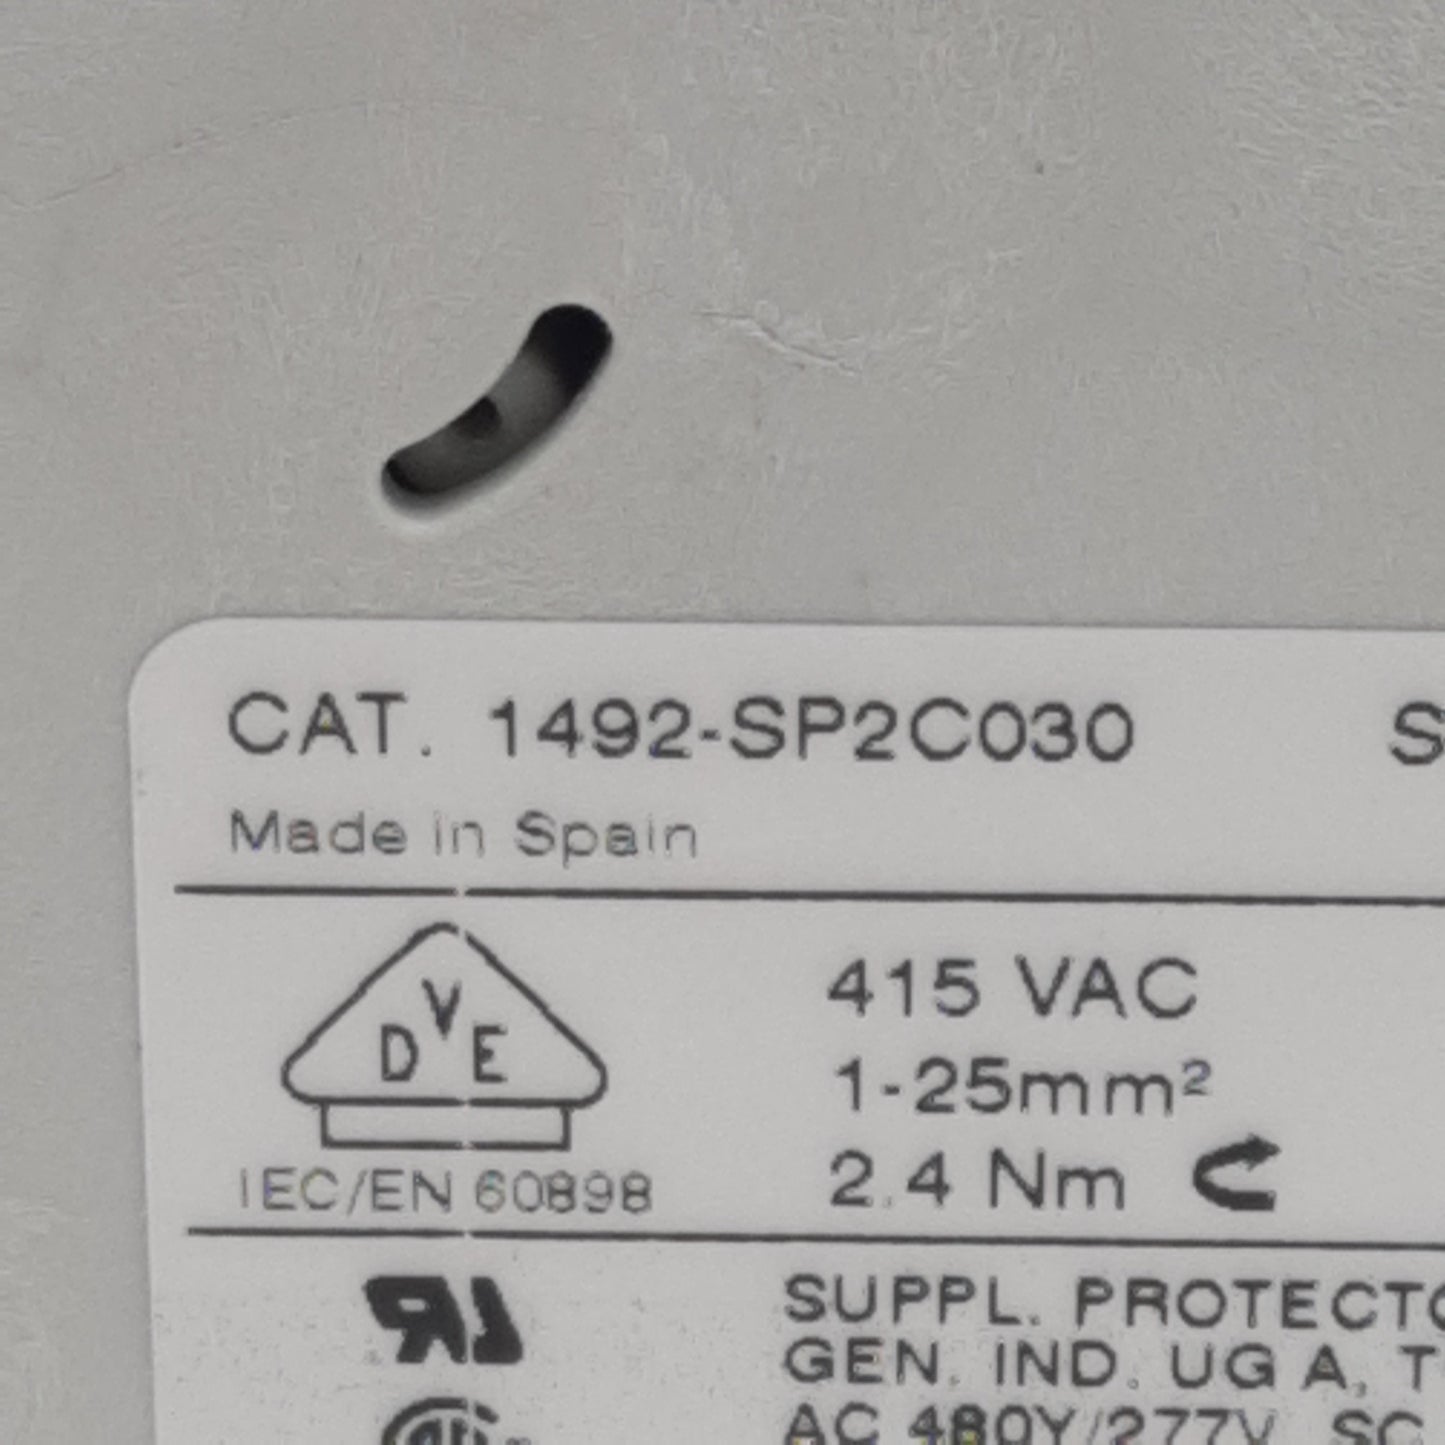 CAT. 1492-SP2C030 S
Made in Spain
DVE
415 VAC
1-25mm²
2.4 Nm
IEC/EN 60898
SUPPL. PROTECTO
GEN. IND. UG A, T
AC 480Y/277V SC